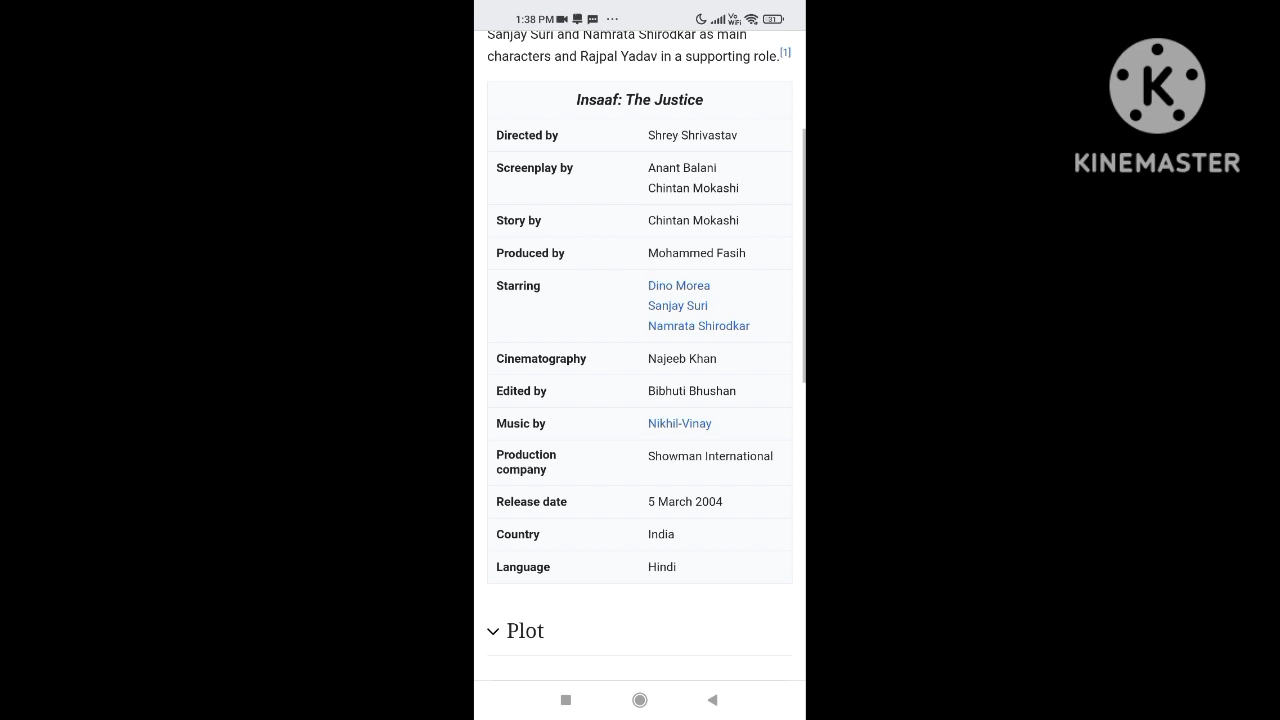 1:38 PM
Vo WiFi
31
Sanjay Suri and Namrata Shirodkar as main
characters and Rajpal Yadav in a supporting role.[1]
Insaaf: The Justice
Directed by Shrey Shrivastav
Screenplay by Anant Balani
Chintan Mokashi
Story by Chintan Mokashi
Produced by Mohammed Fasih
Starring Dino Morea
Sanjay Suri
Namrata Shirodkar
Cinematography Najeeb Khan
Edited by Bibhuti Bhushan
Music by Nikhil-Vinay
Production Showman International
company
Release date 5 March 2004
Country India
Language Hindi
Plot
K
KINEMASTER